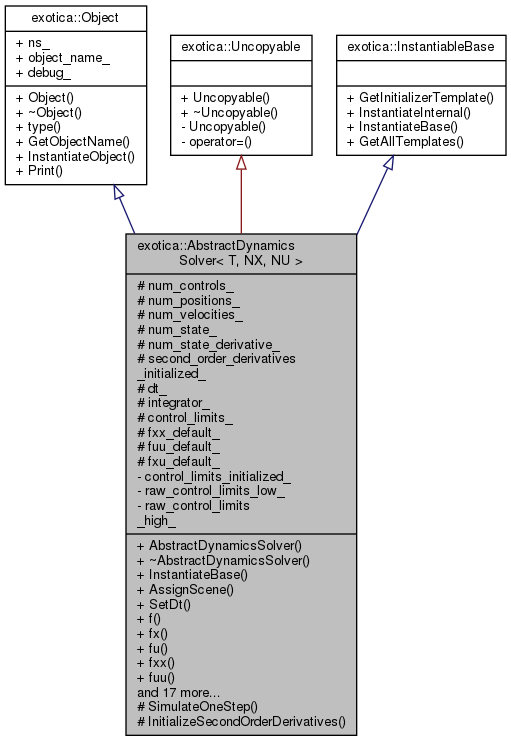 exotica::Object
+ ns_
+ object_name_
+ debug_
+ Object()
+ ~Object()
+ type()
+ GetObjectName()
+ InstantiateObject()
+ Print()
exotica::Uncopyable
+ Uncopyable()
+ ~Uncopyable()
- Uncopyable()
- operator=()
exotica::InstantiableBase
+ GetInitializerTemplate()
+ InstantiateInternal()
+ InstantiateBase()
+ GetAllTemplates()
exotica::AbstractDynamics
Solver< T, NX, NU >
# num_controls_
# num_positions_
# num_velocities_
# num_state_
# num_state_derivative_
# second_order_derivatives
_initialized_
# dt_
# integrator_
# control_limits_
# fxx_default_
# fuu_default_
# fxu_default_
- control_limits_initialized_
- raw_control_limits_low_
- raw_control_limits
_high_
+ AbstractDynamicsSolver()
+ ~AbstractDynamicsSolver()
+ InstantiateBase()
+ AssignScene()
+ SetDt()
+ f()
+ fx()
+ fu()
+ fxx()
+ fuu()
and 17 more...
# SimulateOneStep()
# InitializeSecondOrderDerivatives()